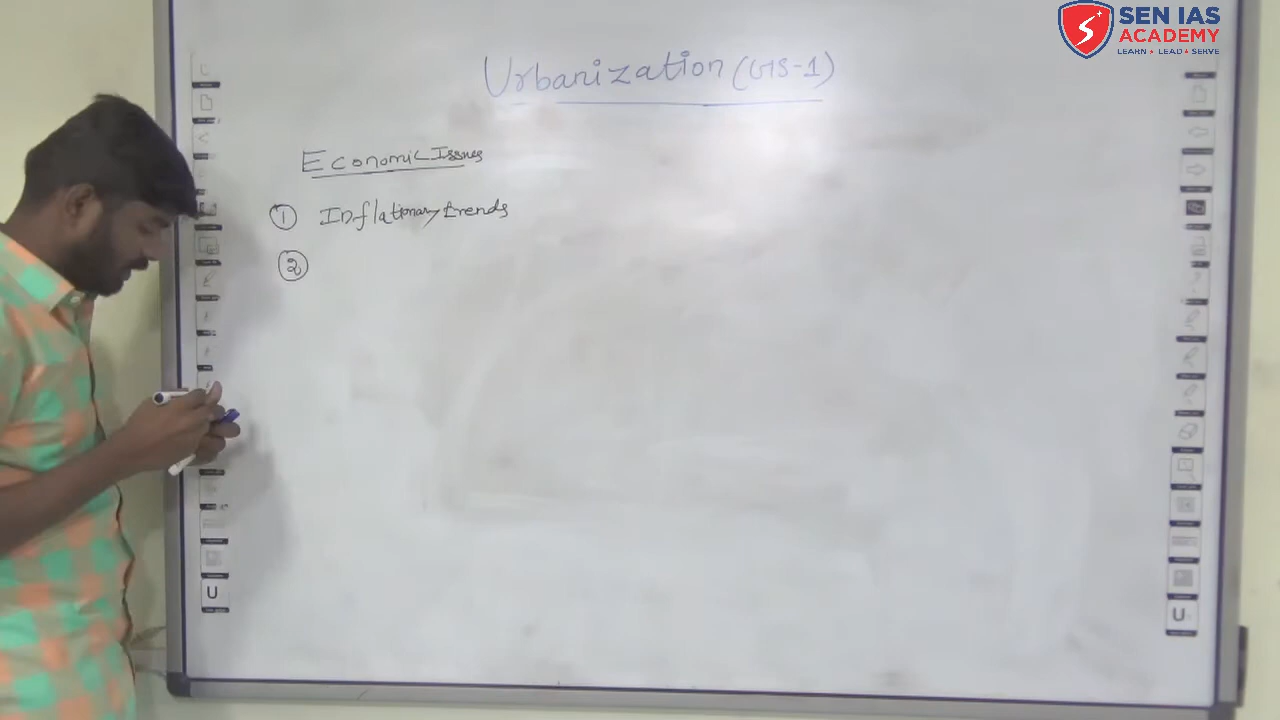 SEN IAS
ACADEMY
LEARN ★ LEAD ★ SERVE
Urbanization (GS-1)
Economic Issues
① Inflationary trends
②
U
U